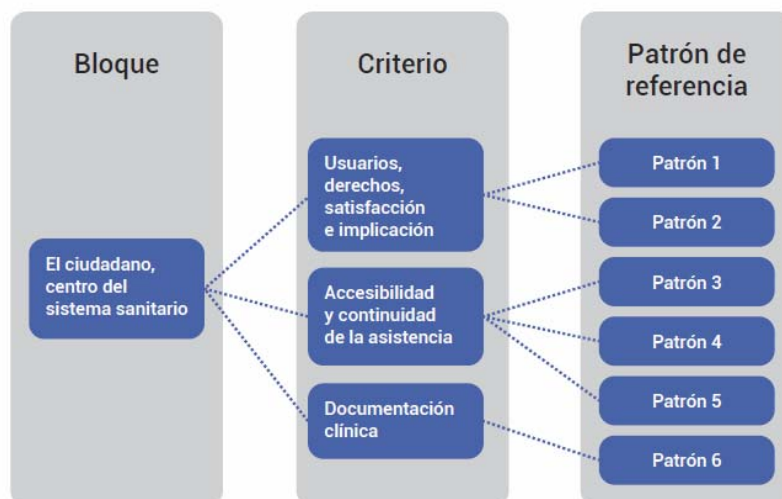 Bloque
Criterio
Patrón de
referencia
El ciudadano,
centro del
sistema sanitario
Usuarios,
derechos,
satisfacción
e implicación
Accesibilidad
y continuidad
de la asistencia
Documentación
clínica
Patrón 1
Patrón 2
Patrón 3
Patrón 4
Patrón 5
Patrón 6